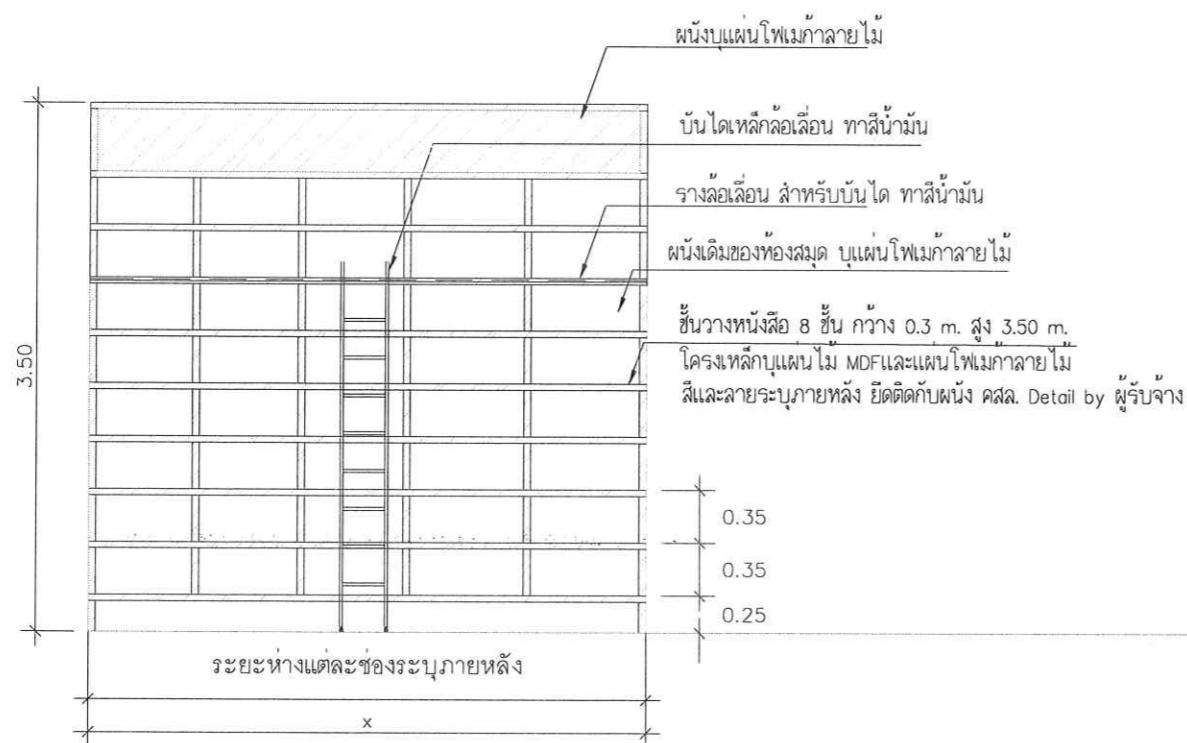 ผนังบุแผ่นโฟเมก้าลายไม้
บันไดเหล็กล้อเลื่อน ทาสีน้ำมัน
รางล้อเลื่อน สำหรับบันได ทาสีน้ำมัน
ผนังเดิมของห้องสมุด บุแผ่นโฟเมก้าลายไม้
ชั้นวางหนังสือ 8 ชั้น กว้าง 0.3 m. สูง 3.50 m.
โครงเหล็กบุแผ่นไม้ MDFและแผ่นโฟเมก้าลายไม้
สีและลายระบุภายหลัง ยึดติดกับผนัง คสล. Detail by ผู้รับจ้าง
3.50
0.35
0.35
0.25
ระยะห่างแต่ละช่องระบุภายหลัง
x